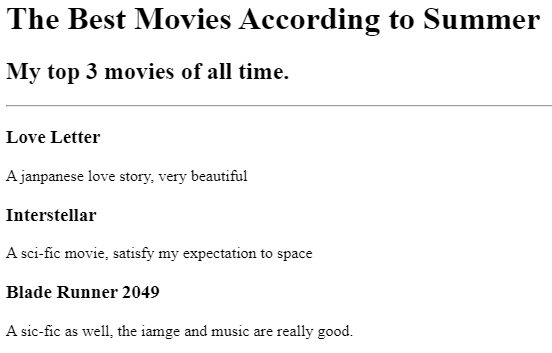 The Best Movies According to Summer
My top 3 movies of all time.
Love Letter
A janpanese love story, very beautiful
Interstellar
A sci-fic movie, satisfy my expectation to space
Blade Runner 2049
A sic-fic as well, the iamge and music are really good.